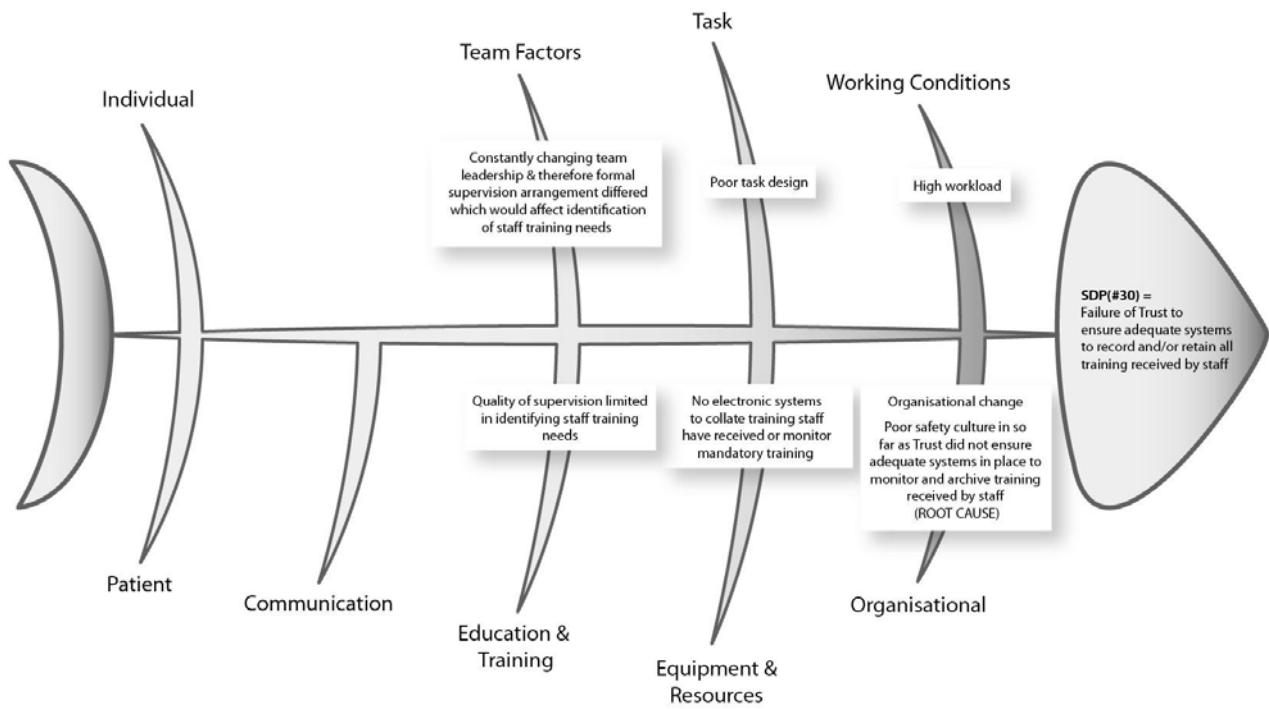 Task
Team Factors
Working Conditions
Individual
Constantly changing team
leadership & therefore formal
supervision arrangement differed
which would affect identification
of staff training needs
Poor task design
High workload
SDP(#30) =
Failure of Trust to
ensure adequate systems
to record and/or retain all
training received by staff
Quality of supervision limited
in identifying staff training
needs
No electronic systems
to collate training staff
have received or monitor
mandatory training
Organisational change
Poor safety culture in so
far as Trust did not ensure
adequate systems in place to
monitor and archive training
received by staff
(ROOT CAUSE)
Patient
Communication
Education &
Training
Equipment &
Resources
Organisational